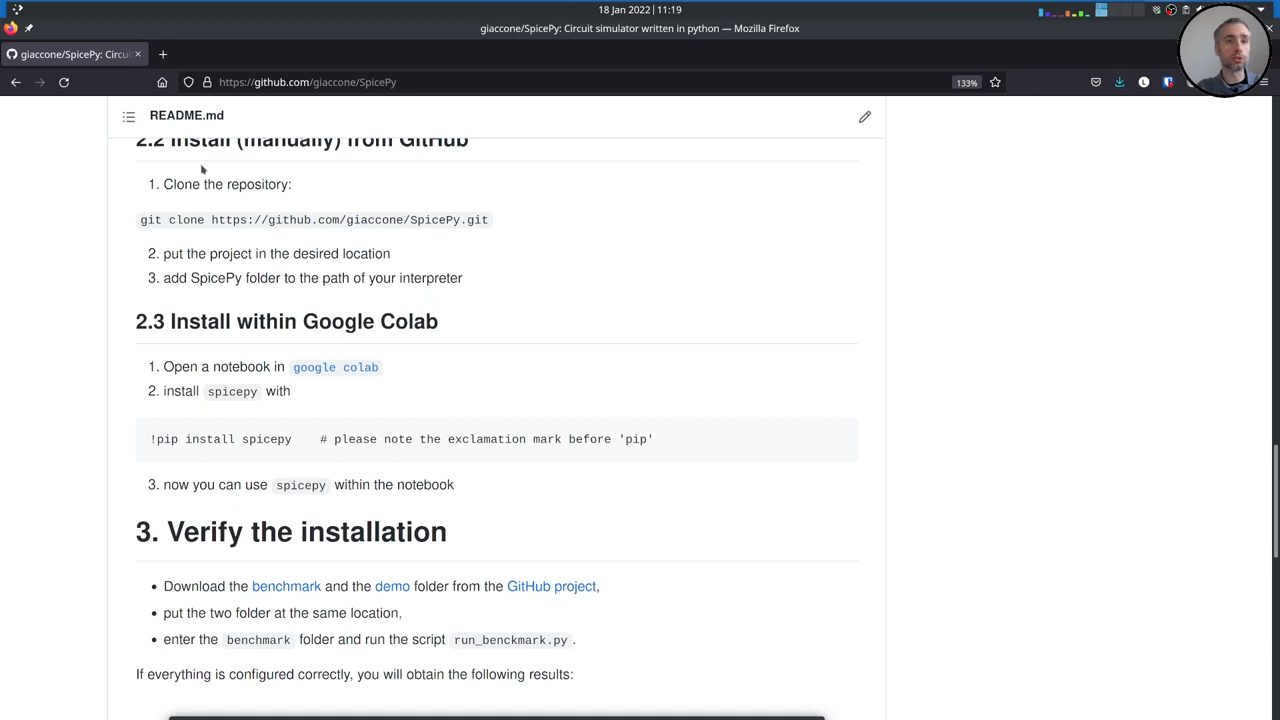 18 Jan 2022 | 11:19
giaccone/SpicePy: Circuit simulator written in python — Mozilla Firefox
giaccone/SpicePy: Circui
https://github.com/giaccone/SpicePy
133%
README.md
2.2 Install (manually) from GitHub
1. Clone the repository:
git clone https://github.com/giaccone/SpicePy.git
2. put the project in the desired location
3. add SpicePy folder to the path of your interpreter
2.3 Install within Google Colab
1. Open a notebook in google colab
2. install spicepy with
!pip install spicepy    # please note the exclamation mark before 'pip'
3. now you can use spicepy within the notebook
3. Verify the installation
• Download the benchmark and the demo folder from the GitHub project,
• put the two folder at the same location,
• enter the benchmark folder and run the script run_benckmark.py.
If everything is configured correctly, you will obtain the following results: